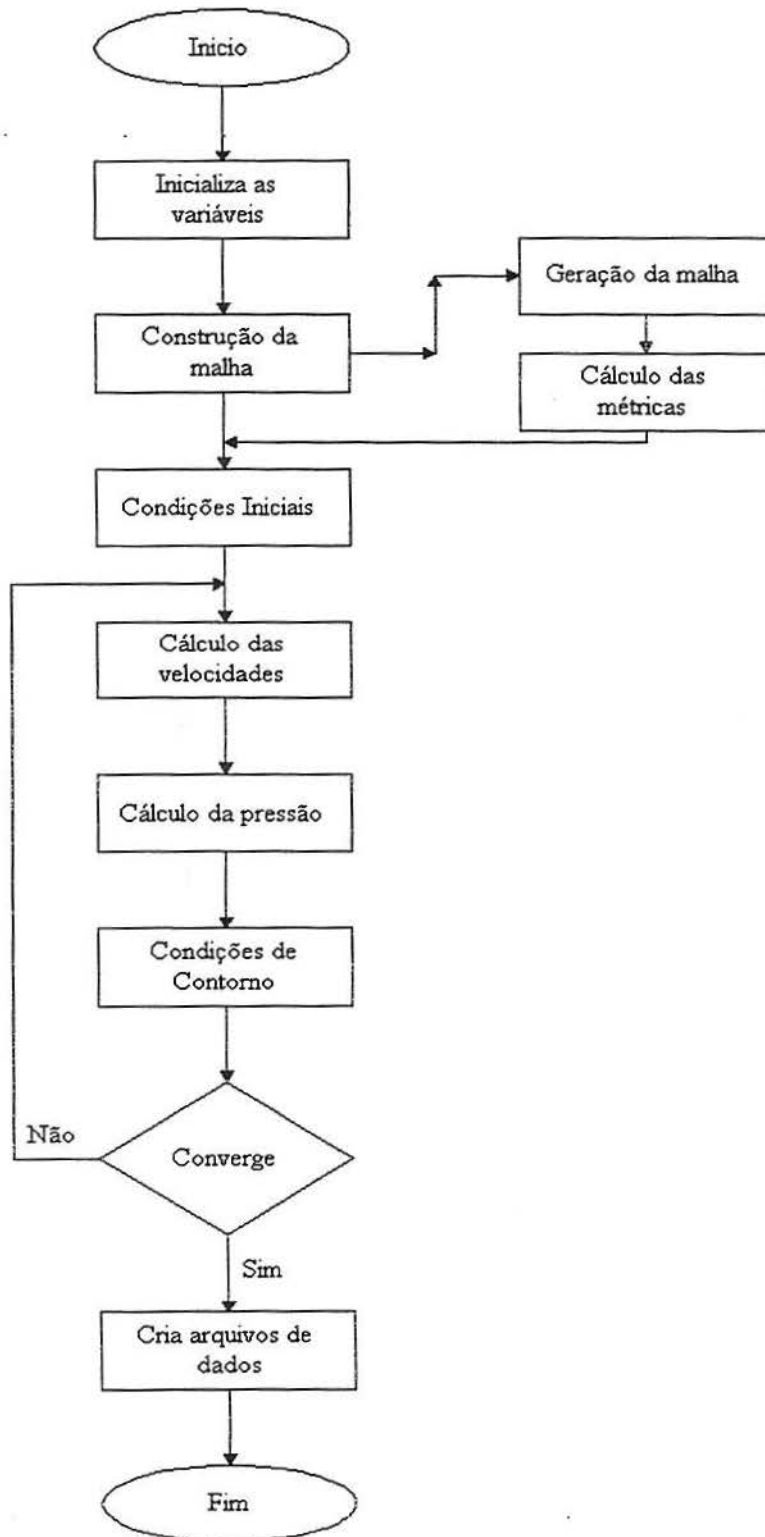 Inicio
Inicializa as
variáveis
Construção da
malha
Geração da malha
Cálculo das
métricas
Condições Iniciais
Cálculo das
velocidades
Cálculo da pressão
Condições de
Contorno
Converge
Não
Sim
Cria arquivos de
dados
Fim